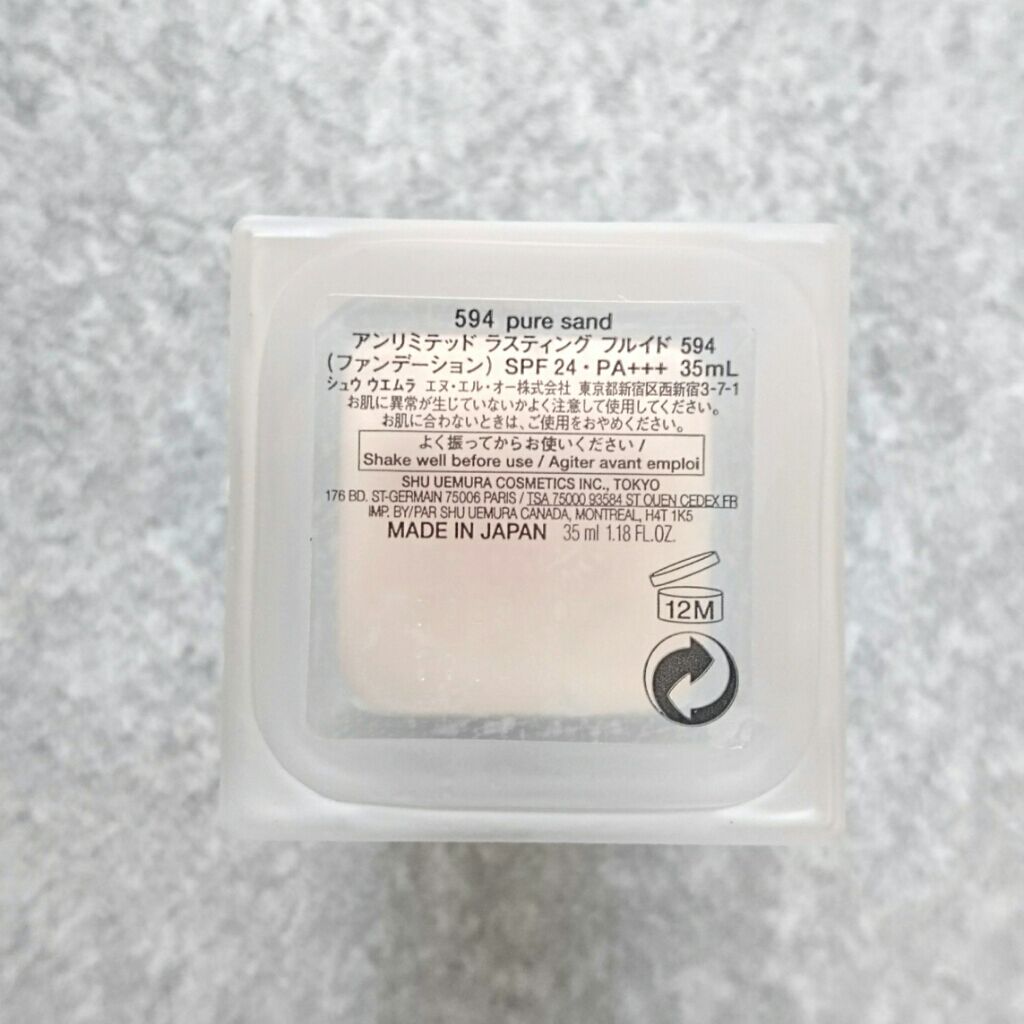 594 pure sand
アンリミテッド ラスティング フルイド 594
(ファンデーション) SPF 24・PA+++ 35mL
シュウ ウエムラ エヌ・エル・オー株式会社 東京都新宿区西新宿3-7-1
お肌に異常が生じていないかよく注意して使用してください。
お肌に合わないときは、ご使用をおやめください。
よく振ってからお使いください /
Shake well before use / Agiter avant emploi
SHU UEMURA COSMETICS INC., TOKYO
176 BD. ST-GERMAIN 75006 PARIS / TSA 75000 93584 ST OUEN CEDEX FR
IMP. BY/PAR SHU UEMURA CANADA, MONTREAL, H4T 1K5
MADE IN JAPAN 35 ml 1.18 FL.OZ.
12M